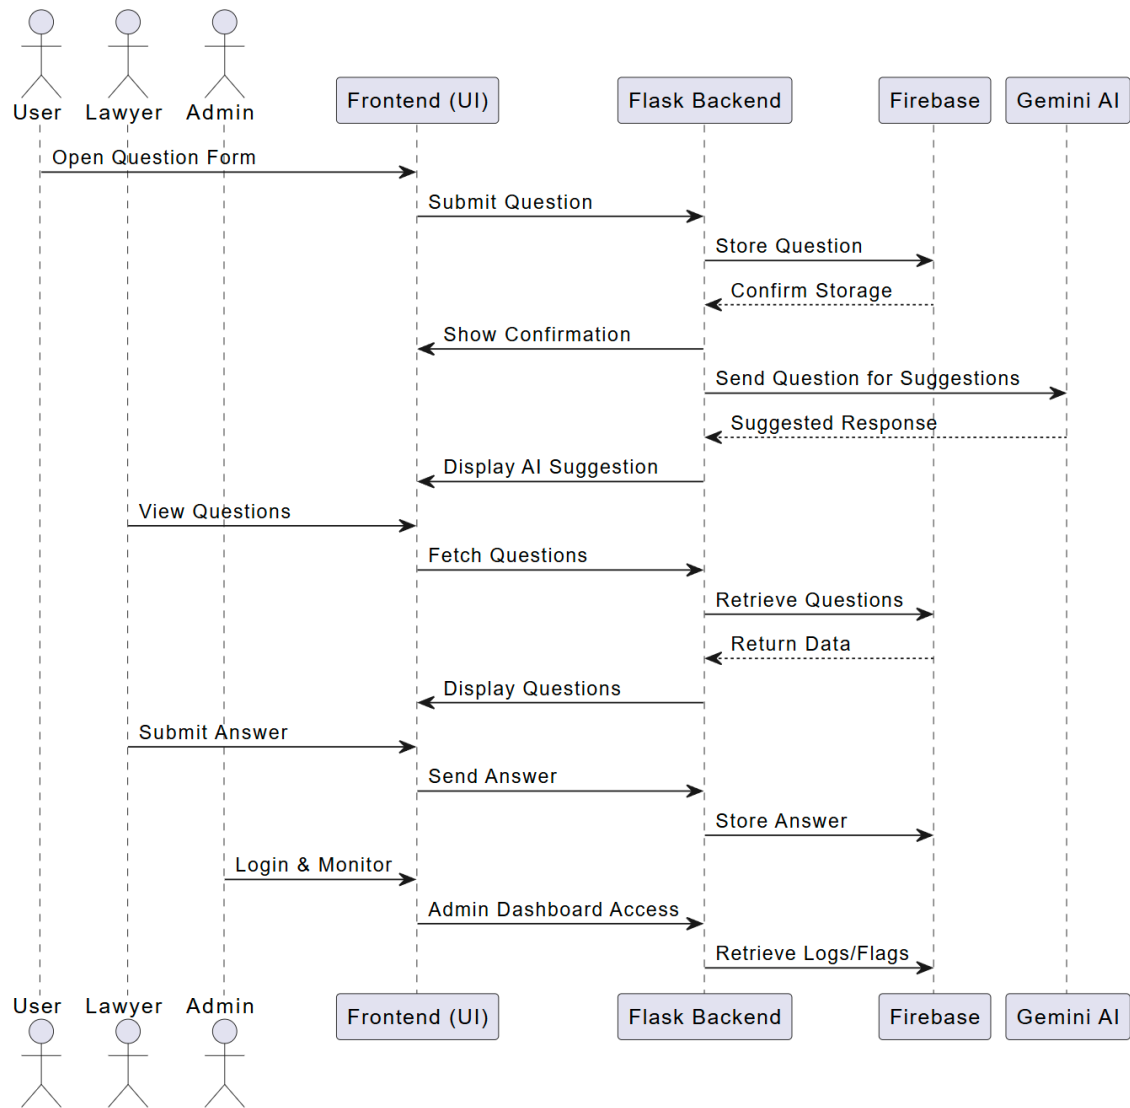 User Lawyer Admin Frontend (UI) Flask Backend Firebase Gemini AI
Open Question Form
Submit Question
Store Question
Confirm Storage
Show Confirmation
Send Question for Suggestions
Suggested Response
Display AI Suggestion
View Questions
Fetch Questions
Retrieve Questions
Return Data
Display Questions
Submit Answer
Send Answer
Store Answer
Login & Monitor
Admin Dashboard Access
Retrieve Logs/Flags
User Lawyer Admin Frontend (UI) Flask Backend Firebase Gemini AI